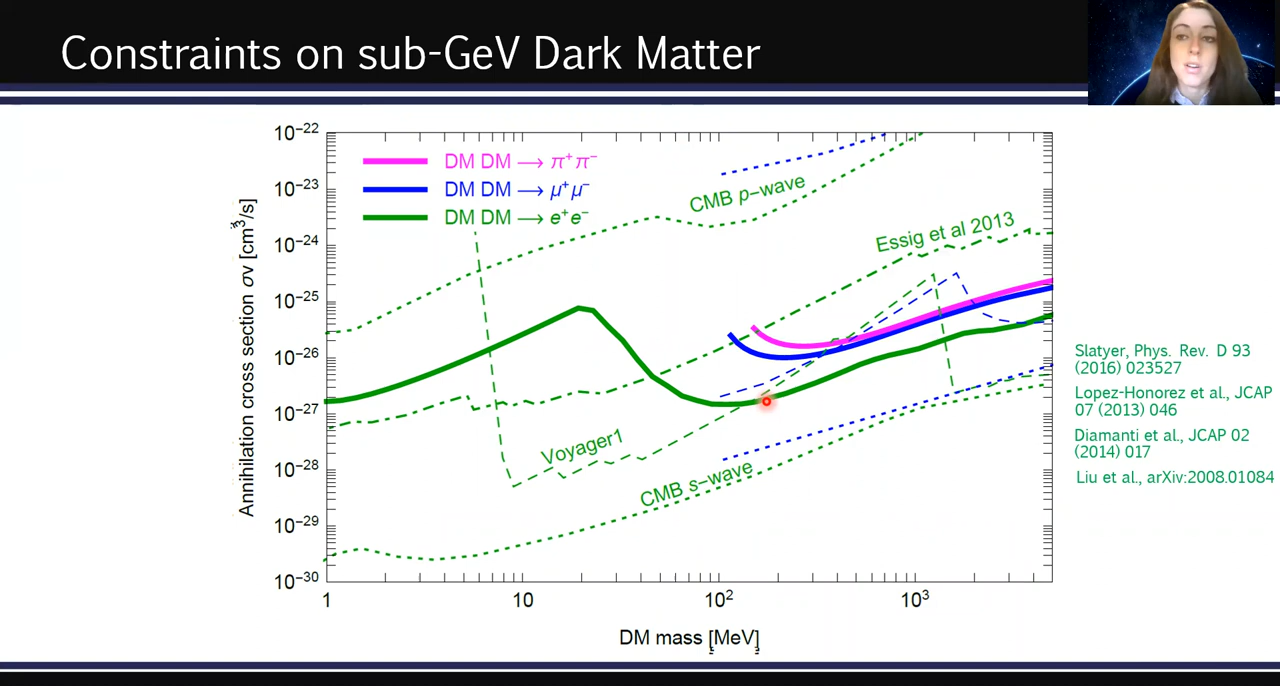 Constraints on sub-GeV Dark Matter
10⁻²²
10⁻²³
10⁻²⁴
10⁻²⁵
10⁻²⁶
10⁻²⁷
10⁻²⁸
10⁻²⁹
10⁻³⁰
Annihilation cross section σv [cm³/s]
DM DM ⟶ π⁺π⁻
DM DM ⟶ μ⁺μ⁻
DM DM ⟶ e⁺e⁻
CMB p-wave
Essig et al 2013
Voyager1
CMB s-wave
1
10
10²
10³
DM mass [MeV]
Slatyer, Phys. Rev. D 93
(2016) 023527
Lopez-Honorez et al., JCAP
07 (2013) 046
Diamanti et al., JCAP 02
(2014) 017
Liu et al., arXiv:2008.01084